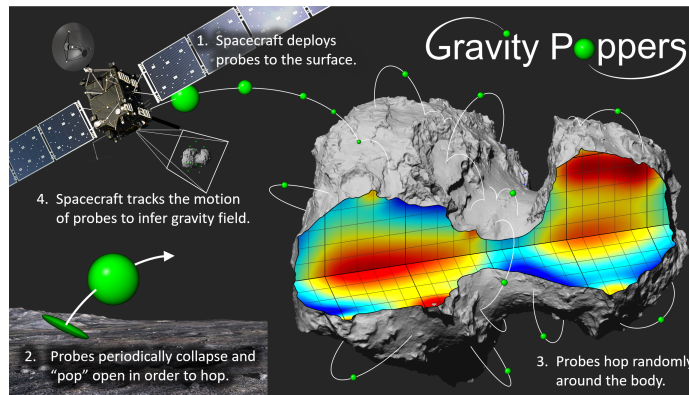 Gravity Poppers
1. Spacecraft deploys
probes to the surface.
4. Spacecraft tracks the motion
of probes to infer gravity field.
2. Probes periodically collapse and
“pop” open in order to hop.
3. Probes hop randomly
around the body.